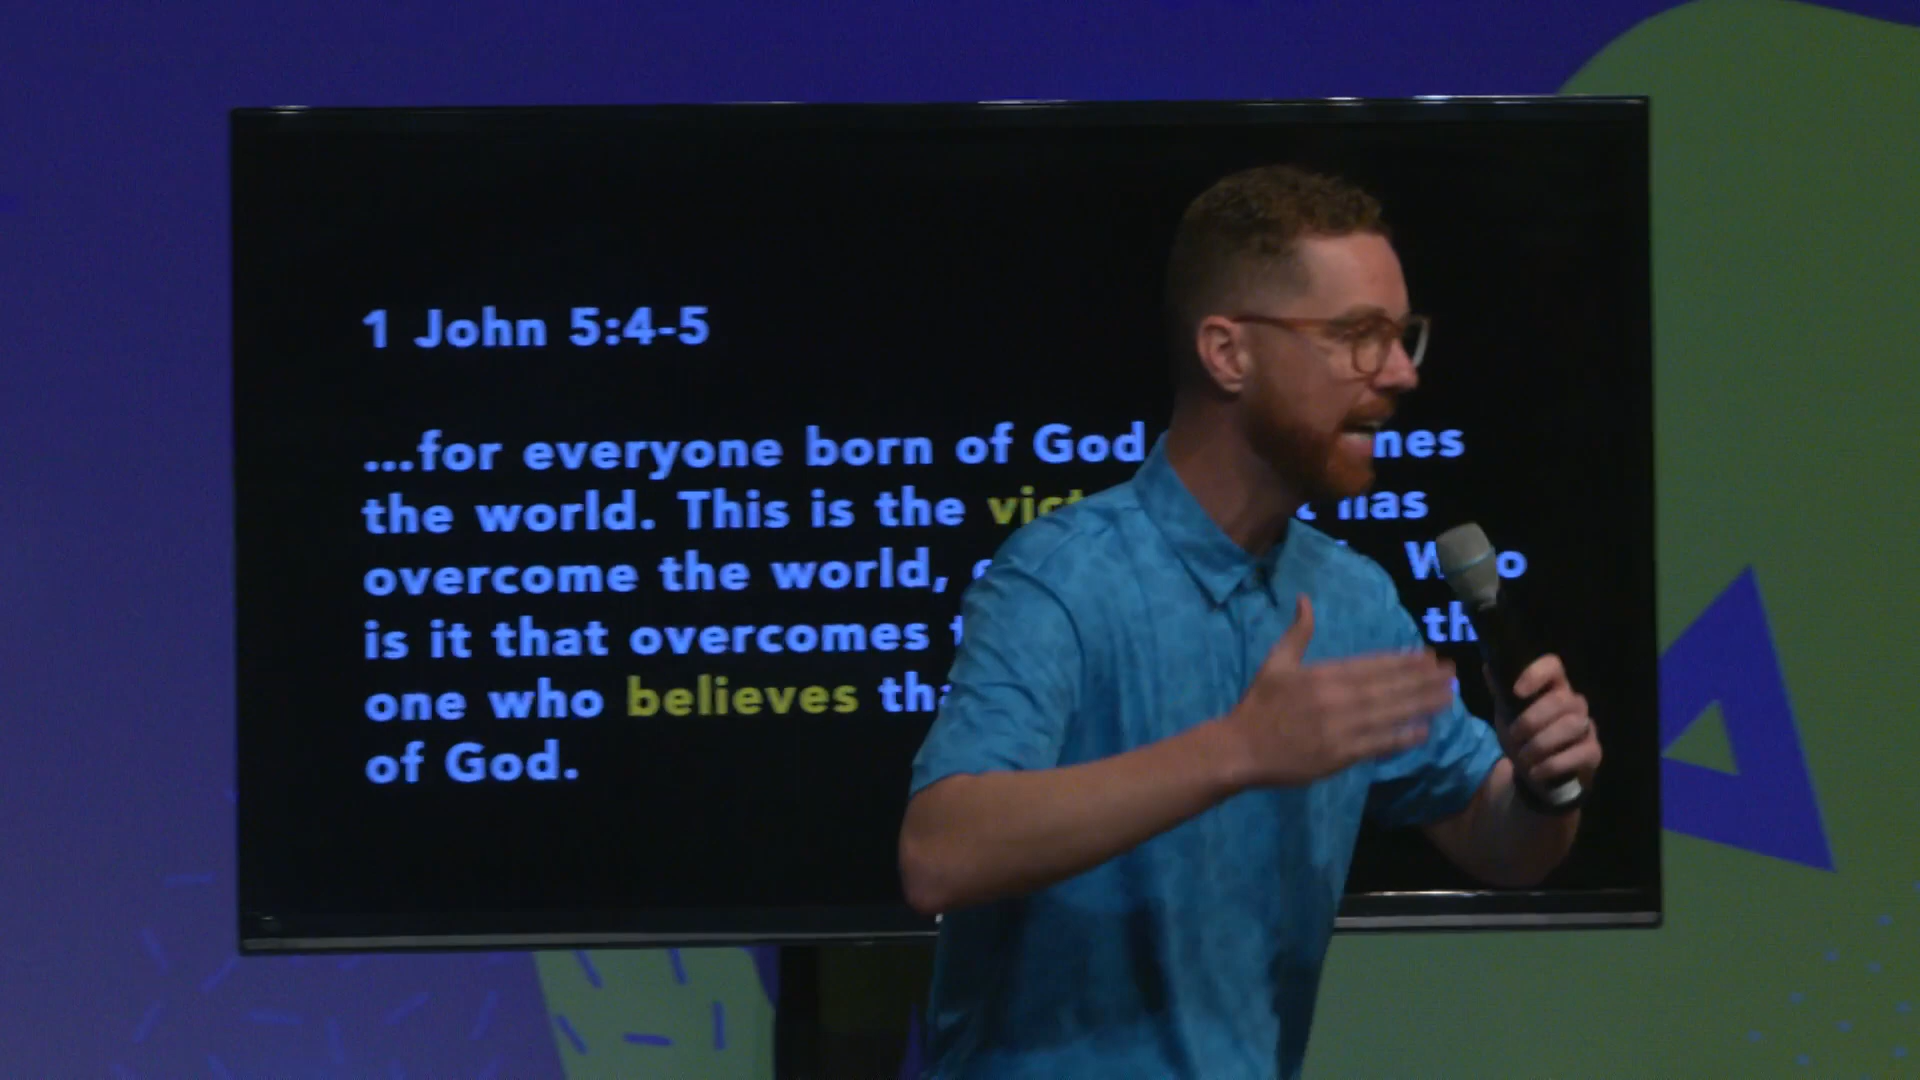 1 John 5:4-5
...for everyone born of God
the world. This is the has
overcome the world,
is it that overcomes
one who believes
of God.